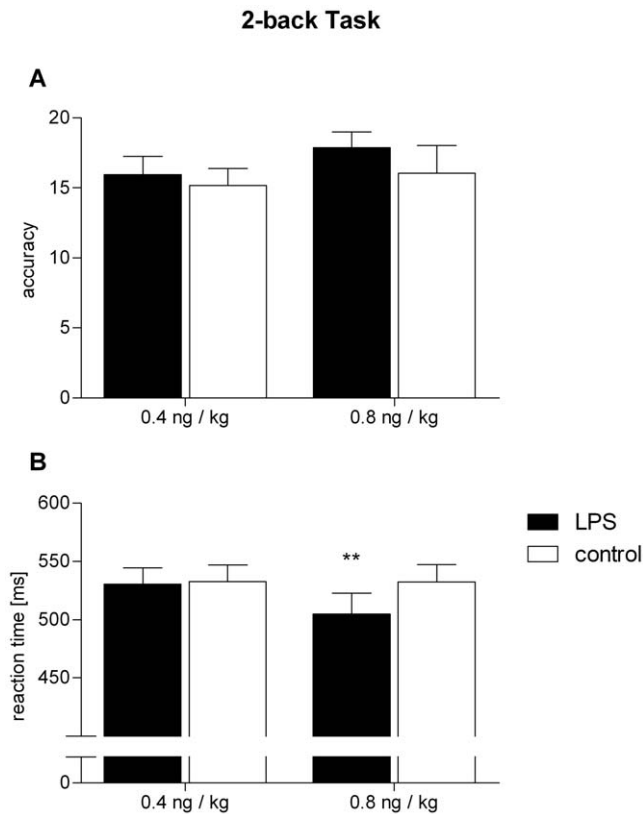 2-back Task
A
20
15
10
5
0
accuracy
0.4 ng / kg 0.8 ng / kg
B
600
550
500
450
0
reaction time [ms]
**
0.4 ng / kg 0.8 ng / kg
LPS
control